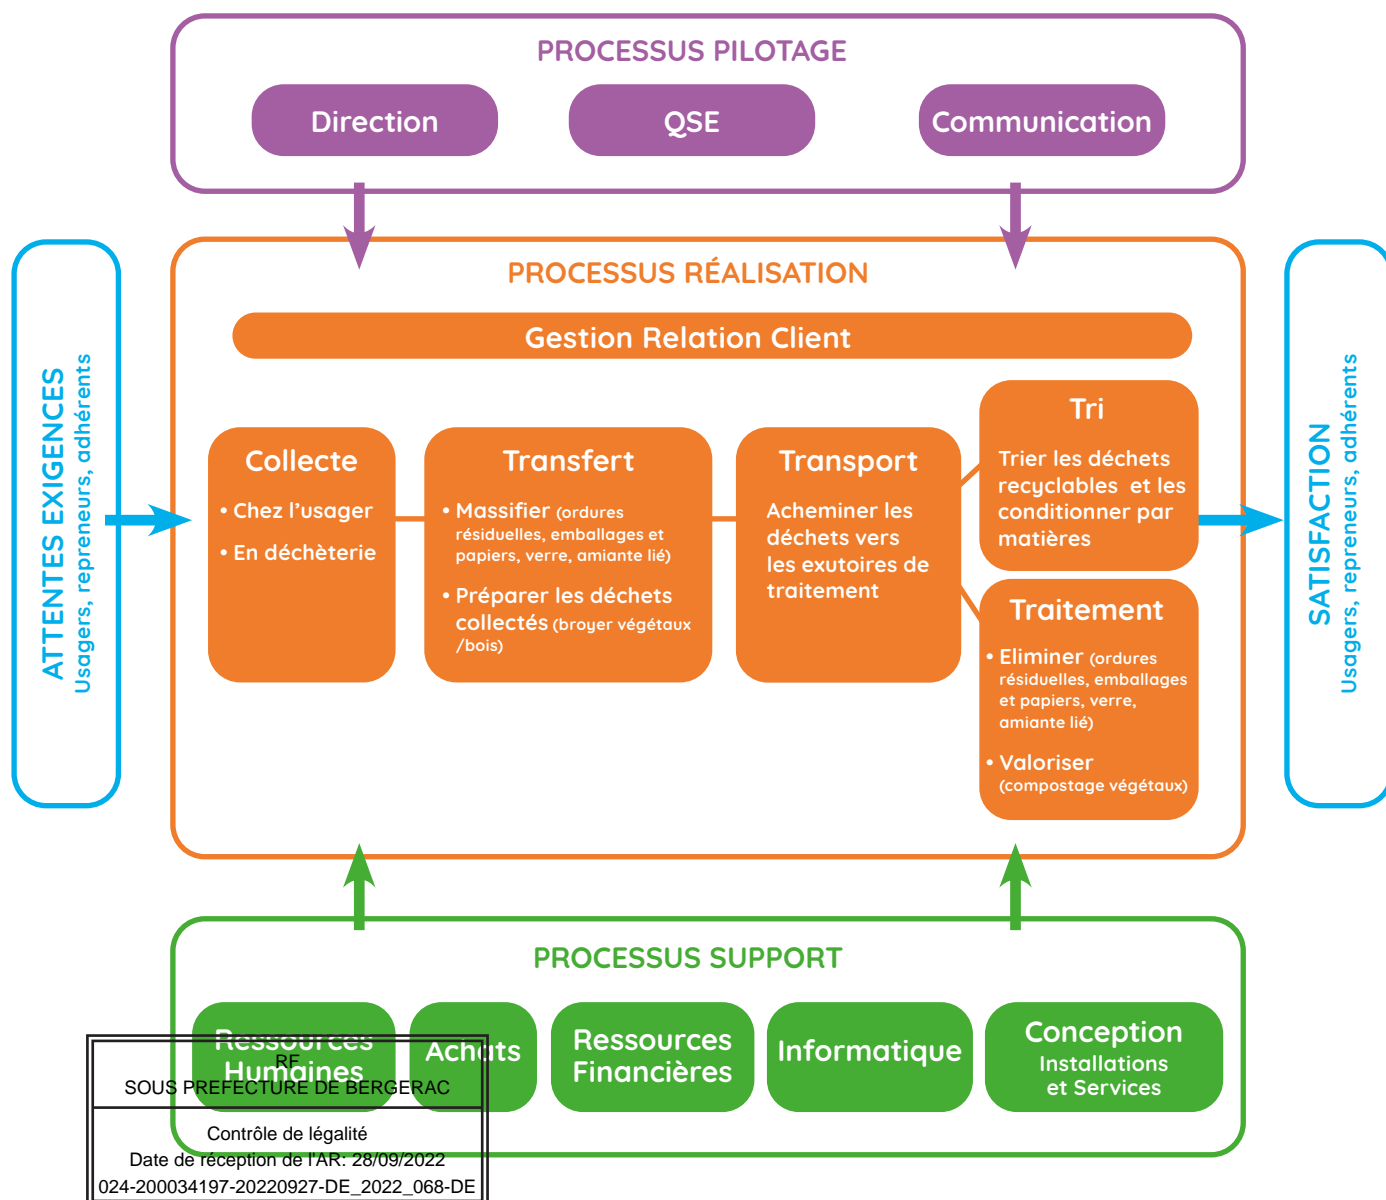 PROCESSUS PILOTAGE
Direction
QSE
Communication
ATTENTES EXIGENCES
Usagers, repreneurs, adhérents
PROCESSUS RÉALISATION
Gestion Relation Client
Collecte
• Chez l'usager
• En déchèterie
Transfert
• Massifier (ordures
résiduelles, emballages et
papiers, verre, amiante lié)
• Préparer les déchets
collectés (broyer végétaux
/bois)
Transport
Acheminer les
déchets vers
les exutoires de
traitement
Tri
Trier les déchets
recyclables et les
conditionner par
matières
Traitement
• Eliminer (ordures
résiduelles, emballages
et papiers, verre,
amiante lié)
• Valoriser
(compostage végétaux)
SATISFACTION
Usagers, repreneurs, adhérents
PROCESSUS SUPPORT
Ressources
Humaines
Achats
Ressources
Financières
Informatique
Conception
Installations
et Services
RF
SOUS PREFECTURE DE BERGERAC
Contrôle de légalité
Date de réception de l'AR: 28/09/2022
024-200034197-20220927-DE_2022_068-DE